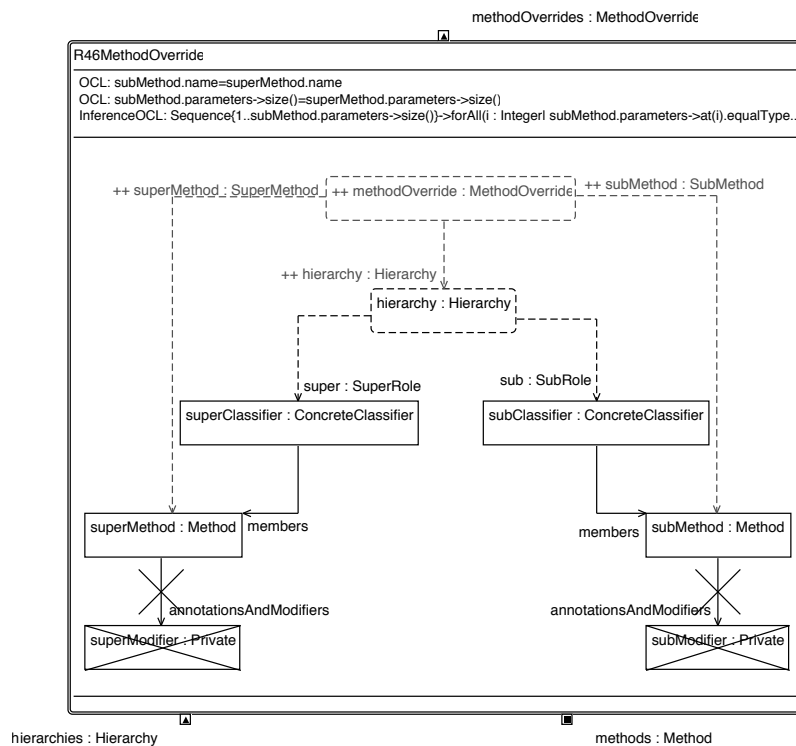 methodOverrides : MethodOverride
R46MethodOverride
OCL: subMethod.name=superMethod.name
OCL: subMethod.parameters->size()=superMethod.parameters->size()
InferenceOCL: Sequence{1..subMethod.parameters->size()}->forAll(i : Integer| subMethod.parameters->at(i).equalType...
++ superMethod : SuperMethod
++ methodOverride : MethodOverride
++ subMethod : SubMethod
++ hierarchy : Hierarchy
hierarchy : Hierarchy
super : SuperRole
sub : SubRole
superClassifier : ConcreteClassifier
subClassifier : ConcreteClassifier
superMethod : Method
members
members
subMethod : Method
annotationsAndModifiers
annotationsAndModifiers
superModifier : Private
subModifier : Private
hierarchies : Hierarchy
methods : Method